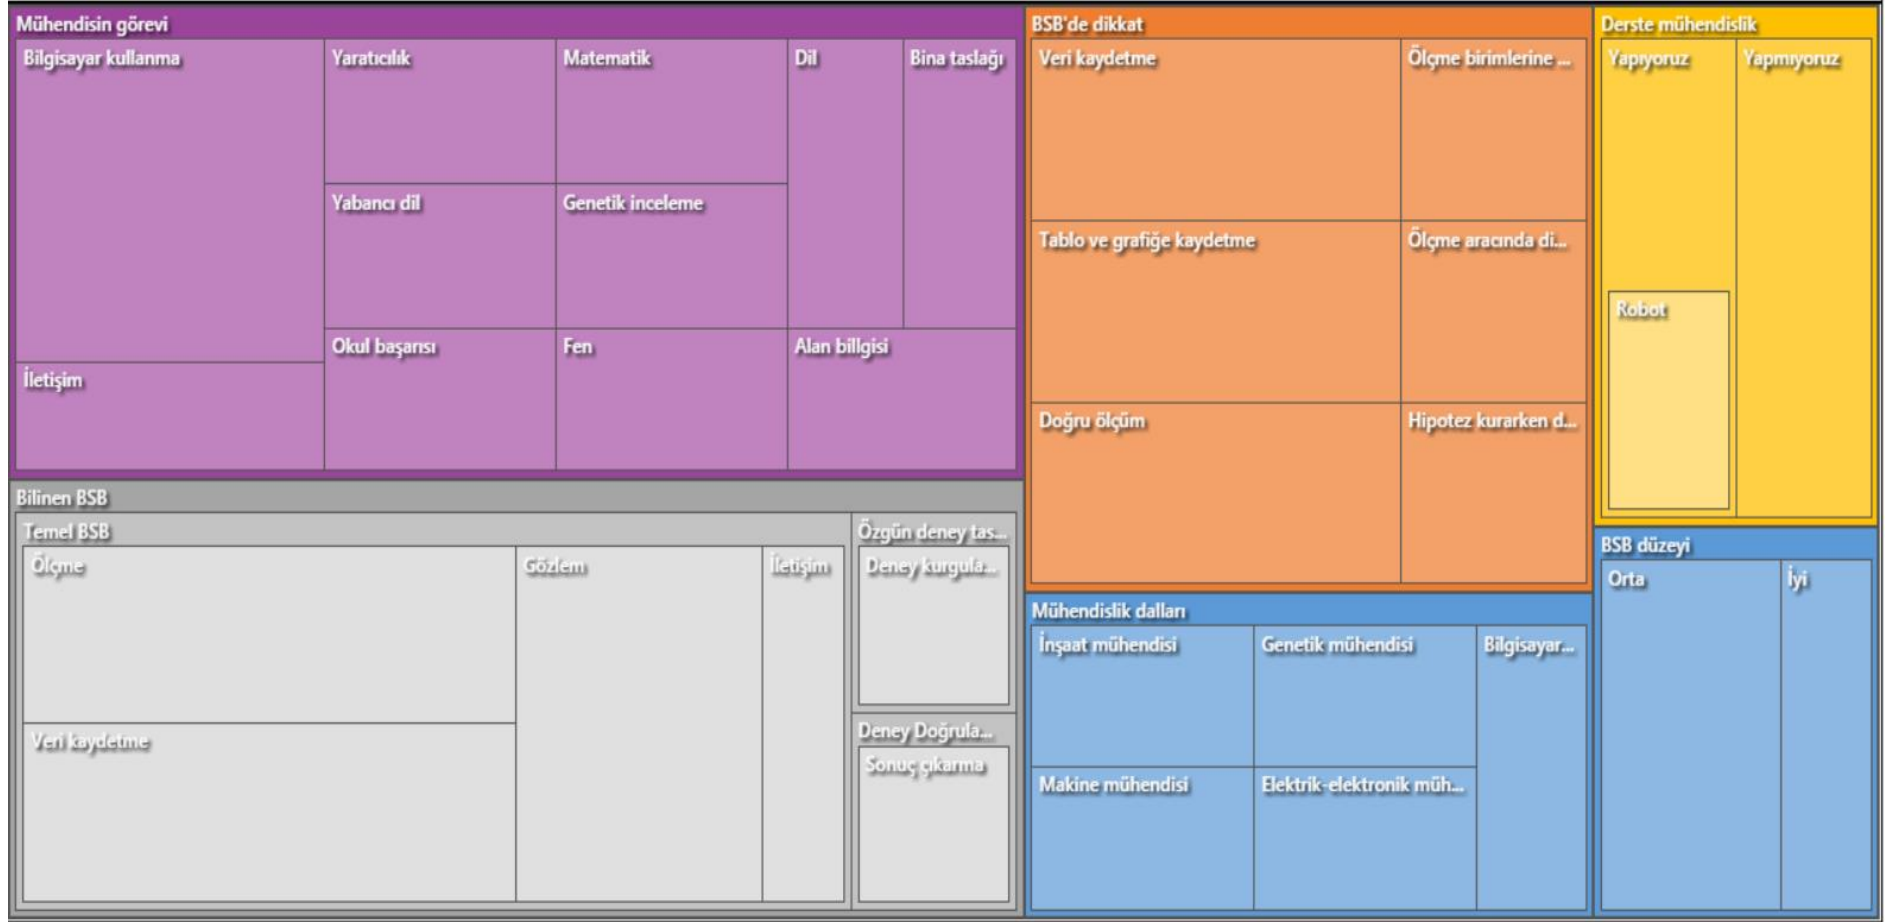 Mühendisin görevi
Bilgisayar kullanma
Yaratıcılık
Matematik
Dil
Bina taslağı
Yabancı dil
Genetik inceleme
Okul başarısı
Fen
Alan billgisi
İletişim
Bilinen BSB
Temel BSB
Ölçme
Gözlem
İletişim
Veri kaydetme
Özgün deney tas...
Deney kurgula...
Deney Doğrula...
Sonuç çıkarma
BSB'de dikkat
Veri kaydetme
Ölçme birimlerine ...
Tablo ve grafiğe kaydetme
Ölçme aracında di...
Doğru ölçüm
Hipotez kurarken d...
Mühendislik dalları
İnşaat mühendisi
Genetik mühendisi
Bilgisayar...
Makine mühendisi
Elektrik-elektronik müh...
Derste mühendislik
Yapıyoruz
Yapmıyoruz
Robot
BSB düzeyi
Orta
İyi